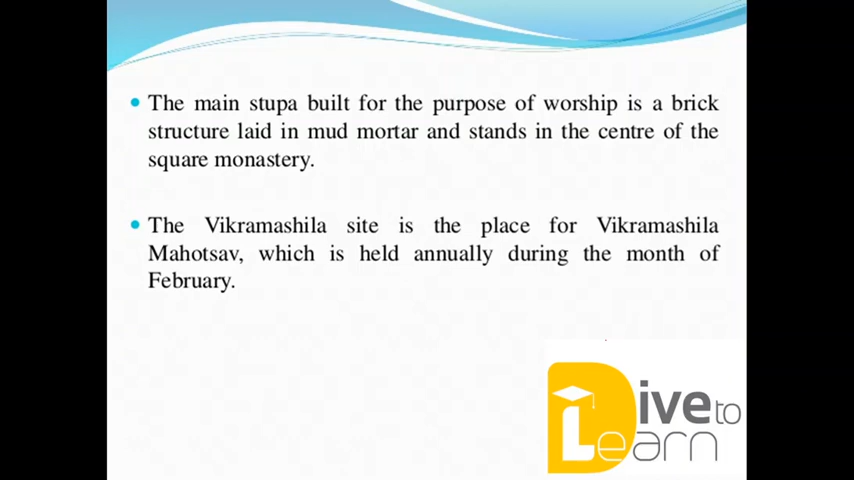 The main stupa built for the purpose of worship is a brick
structure laid in mud mortar and stands in the centre of the
square monastery.
The Vikramashila site is the place for Vikramashila
Mahotsav, which is held annually during the month of
February.
Dive to
Learn